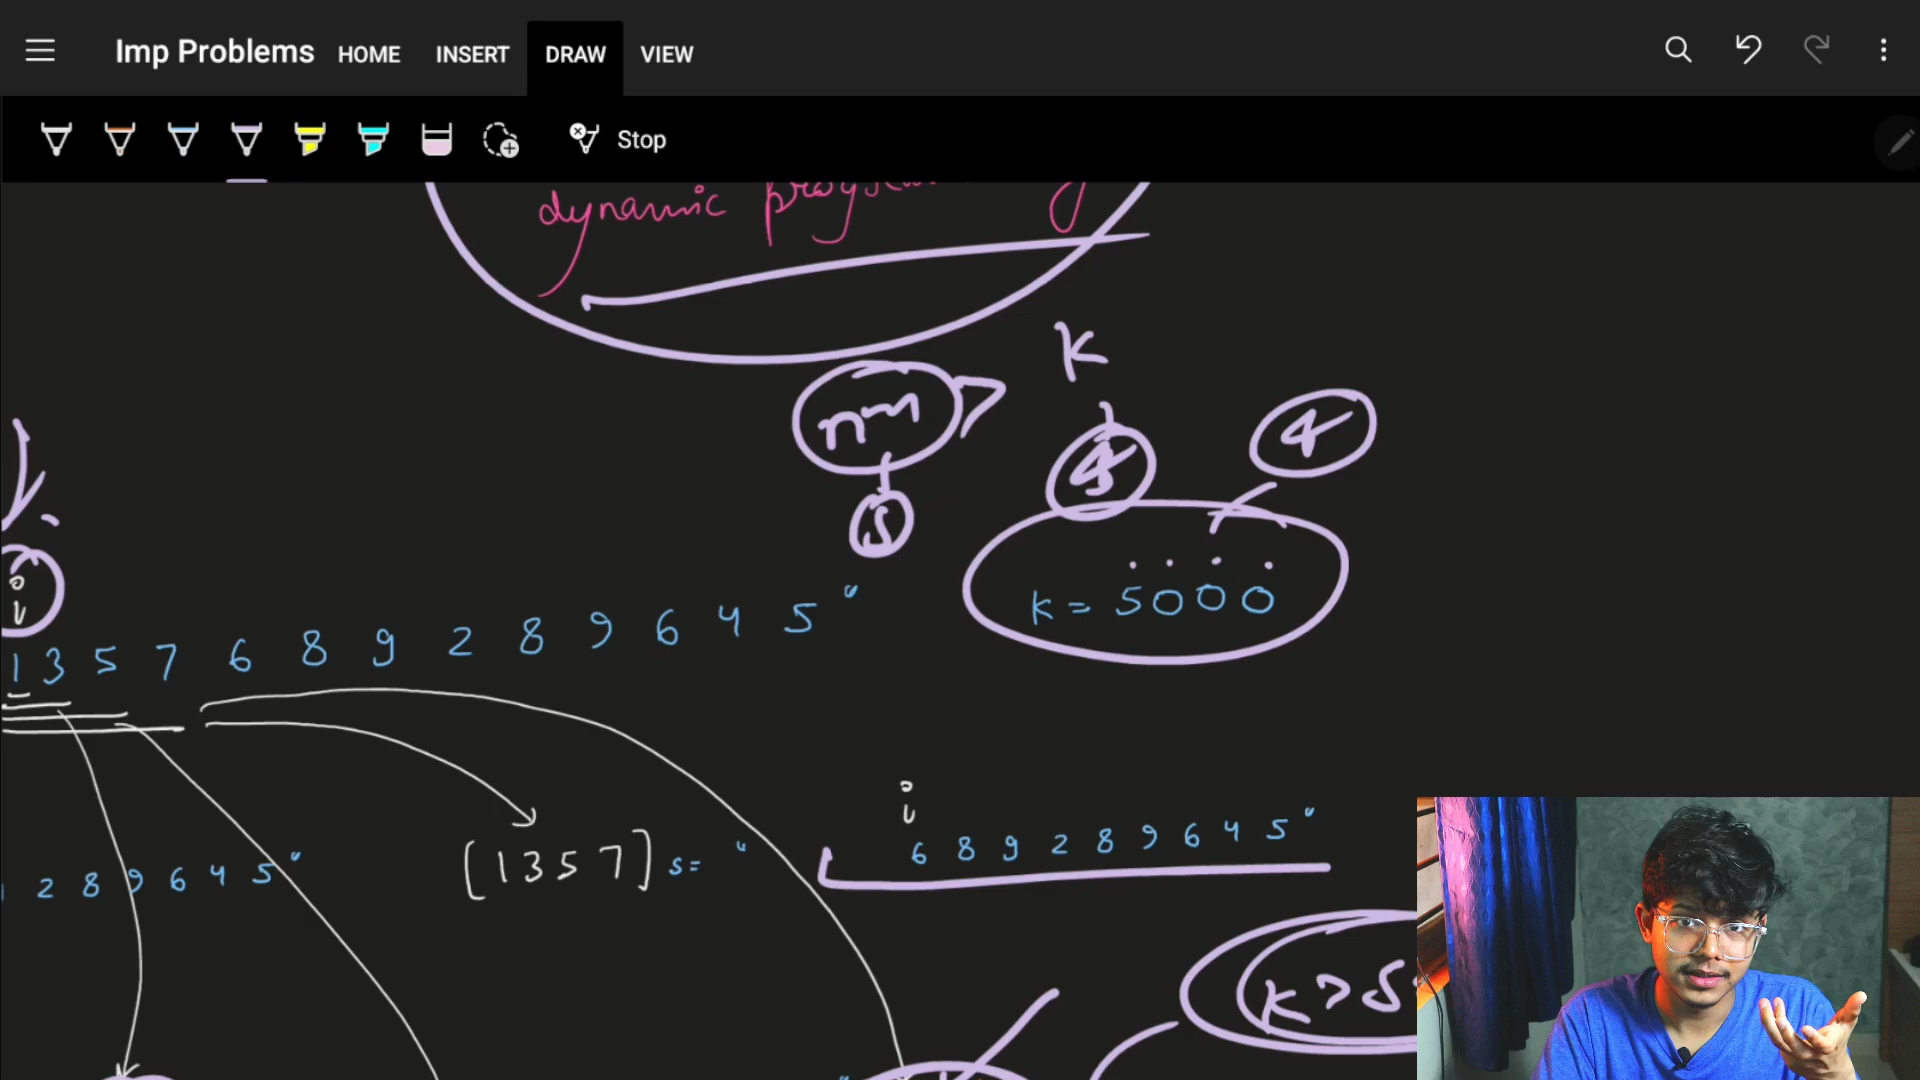 Imp Problems HOME INSERT DRAW VIEW
Stop
dynamic
K
4
k = 5000
1 3 5 7 6 8 9 2 8 9 6 4 5"
i
6 8 9 2 8 9 6 4 5"
2 8 9 6 4 5"
[1 3 5 7] s= "
K > 5